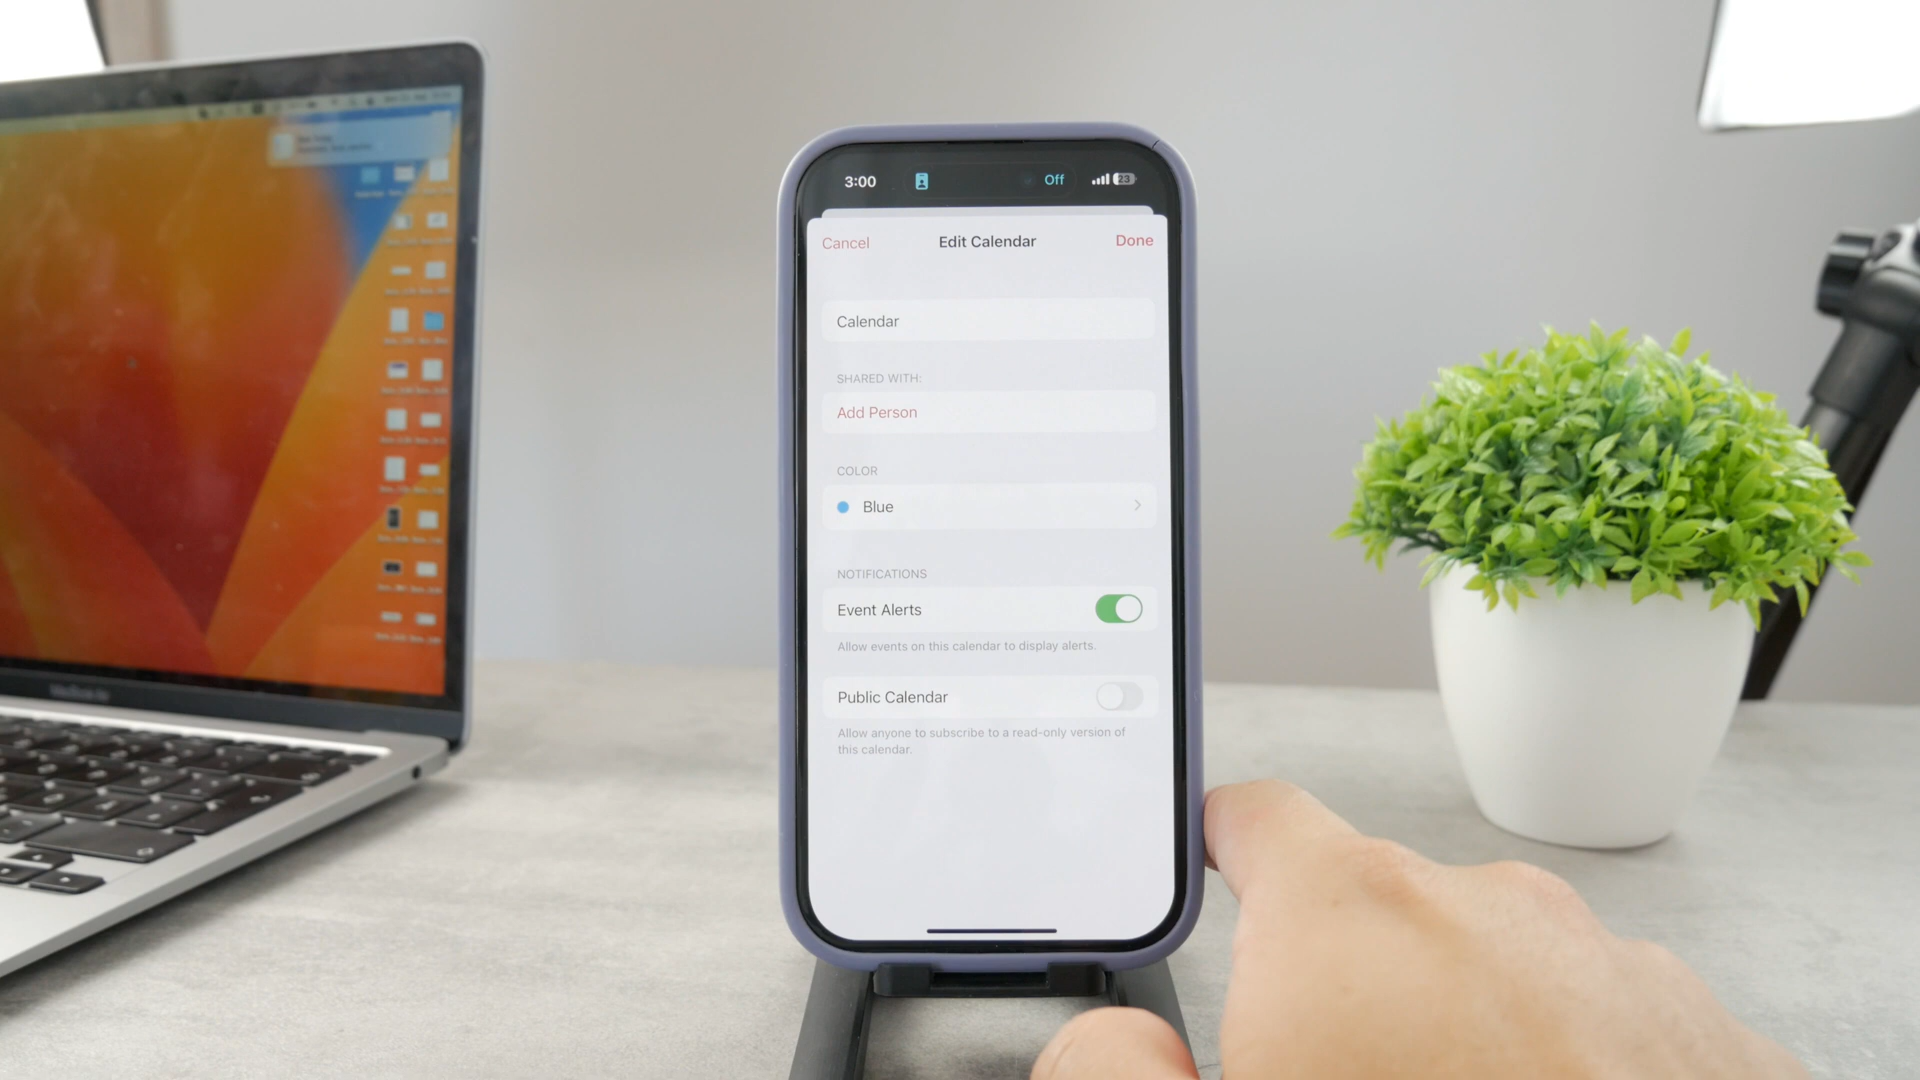 3:00
Off
23
Cancel
Edit Calendar
Done
Calendar
SHARED WITH:
Add Person
COLOR
Blue
NOTIFICATIONS
Event Alerts
Allow events on this calendar to display alerts.
Public Calendar
Allow anyone to subscribe to a read-only version of
this calendar.